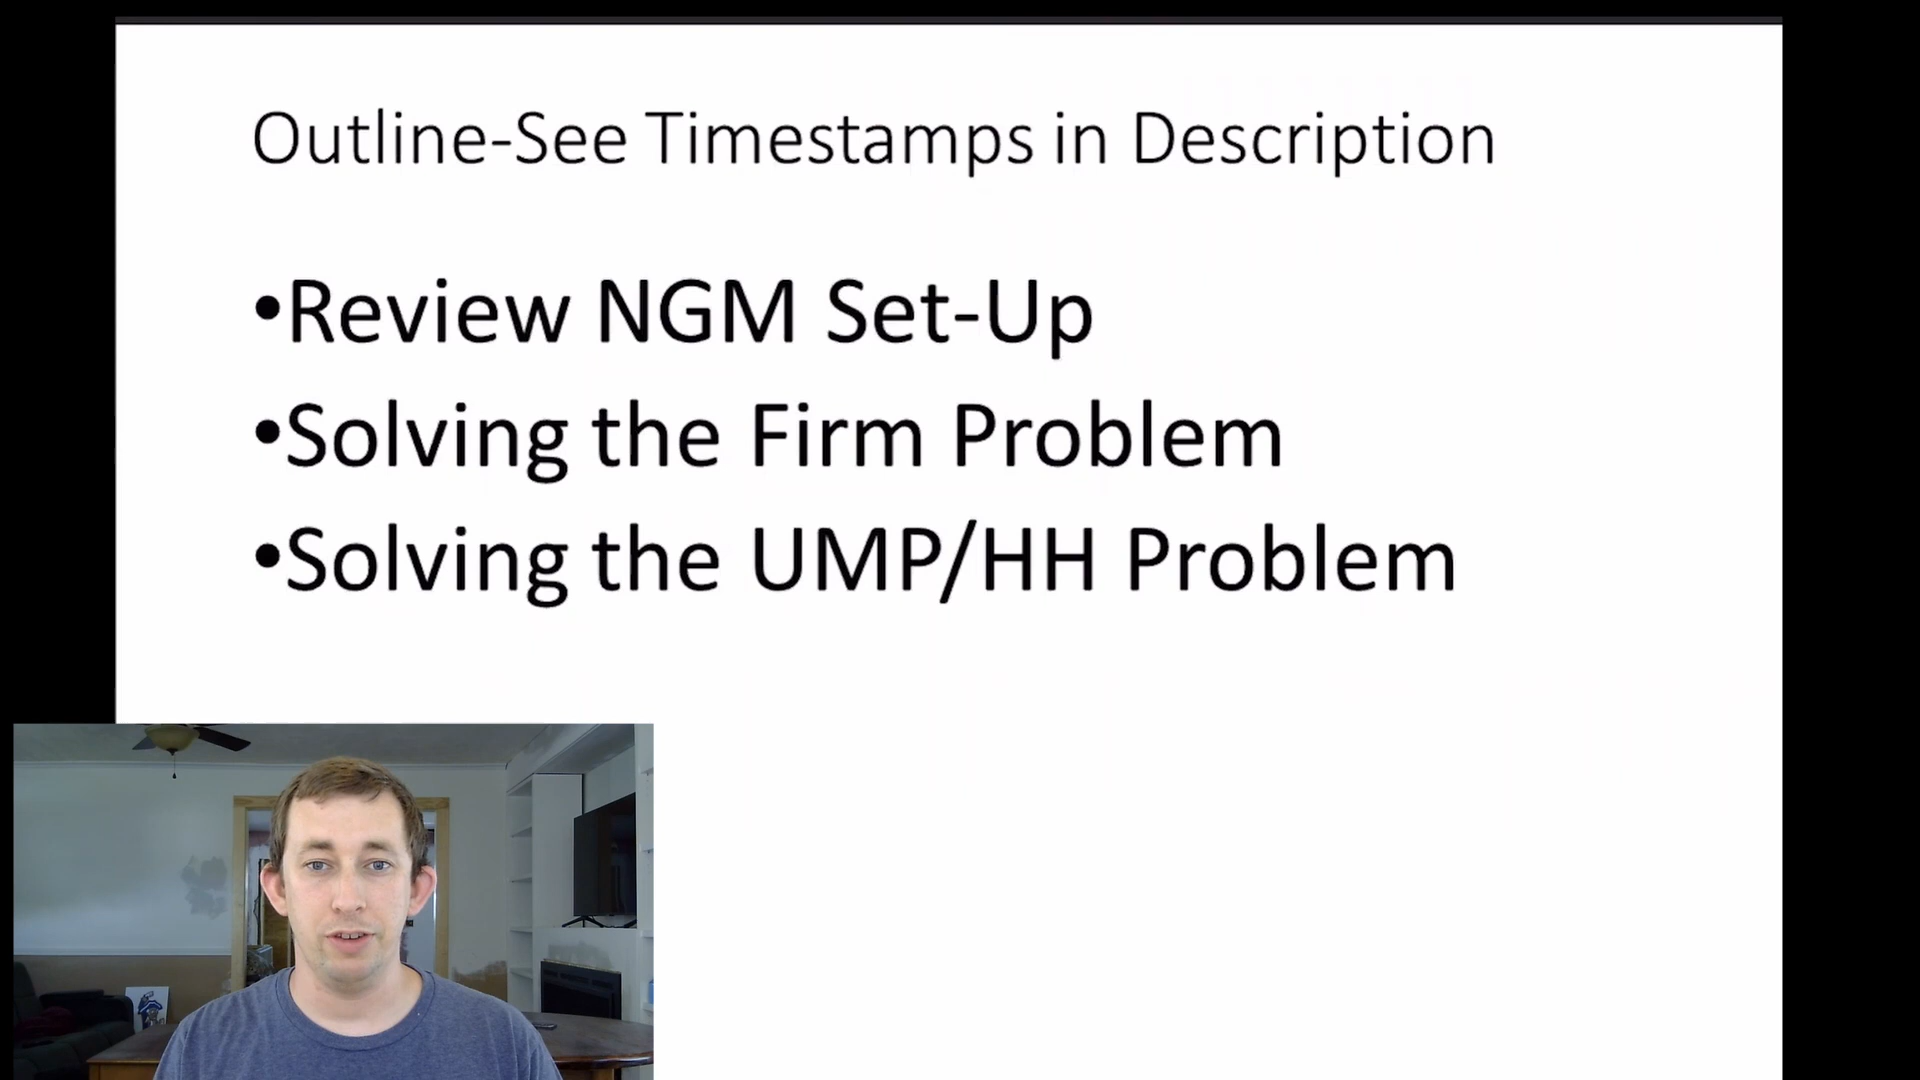 Outline-See Timestamps in Description
•Review NGM Set-Up
•Solving the Firm Problem
•Solving the UMP/HH Problem